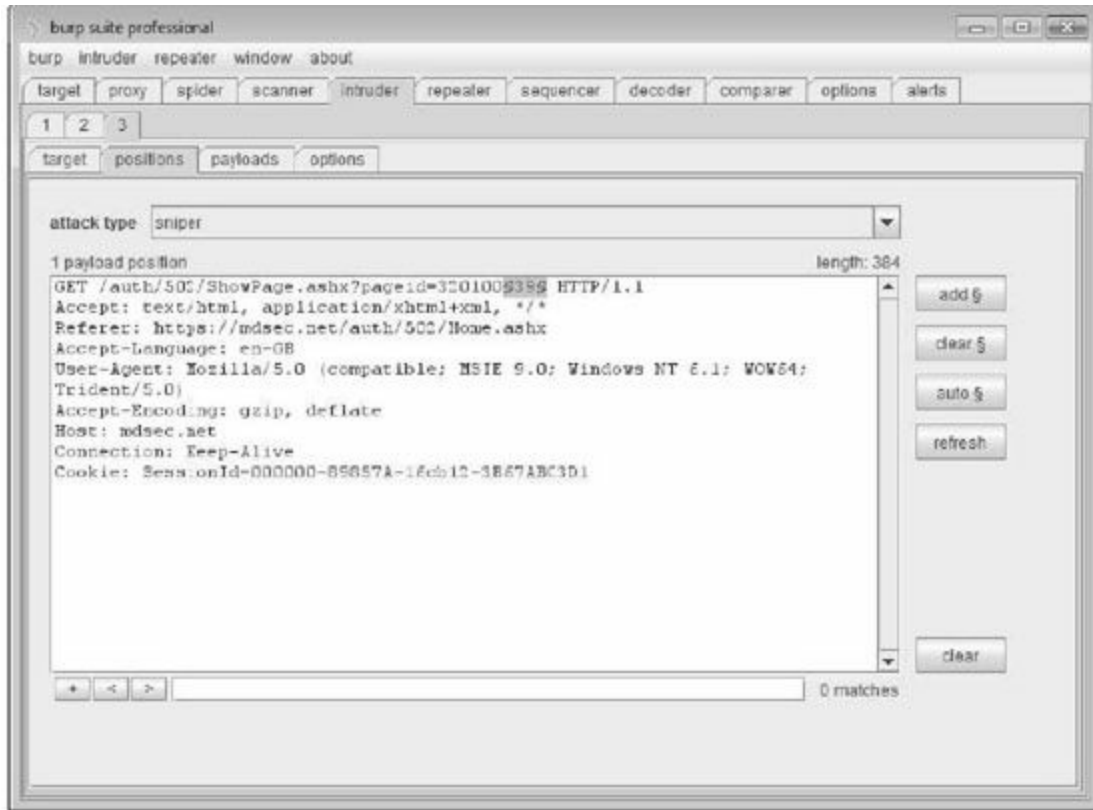 burp suite professional
burp intruder repeater window about
target proxy spider scanner intruder repeater sequencer decoder comparer options alerts
1 2 3
target positions payloads options
attack type sniper
1 payload position length: 384
GET /auth/502/ShowPage.ashx?pageid=320100§39§ HTTP/1.1
Accept: text/html, application/xhtml+xml, */*
Referer: https://mdsec.net/auth/502/Home.ashx
Accept-Language: en-GB
User-Agent: Mozilla/5.0 (compatible; MSIE 9.0; Windows NT 6.1; WOW64;
Trident/5.0)
Accept-Encoding: gzip, deflate
Host: mdsec.net
Connection: Keep-Alive
Cookie:
add §
clear §
auto §
refresh
clear
+ < > 0 matches